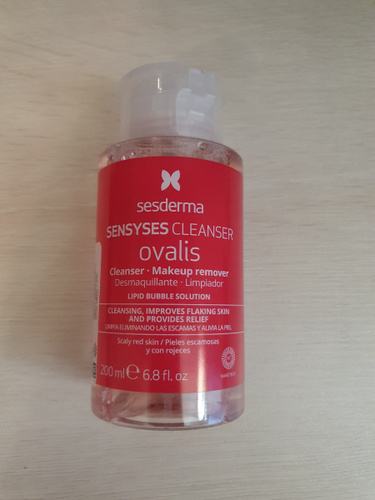 sesderma
SENSYSES CLEANSER
ovalis
Cleanser · Makeup remover
Desmaquillante · Limpiador
LIPID BUBBLE SOLUTION
CLEANSING, IMPROVES FLAKING SKIN
AND PROVIDES RELIEF
LIMPIA ELIMINANDO LAS ESCAMAS Y ALIVIA LA PIEL
Scaly red skin / Pieles escamosas
y con rojeces
200 ml ℮ 6.8 fl. oz